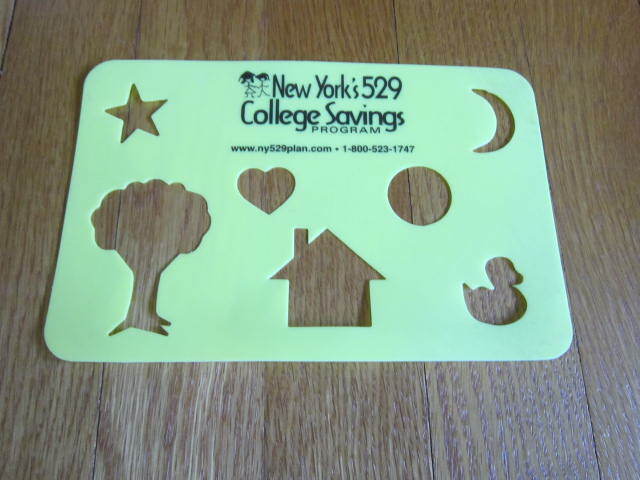 New York's 529
College Savings
PROGRAM
www.ny529plan.com • 1-800-523-1747